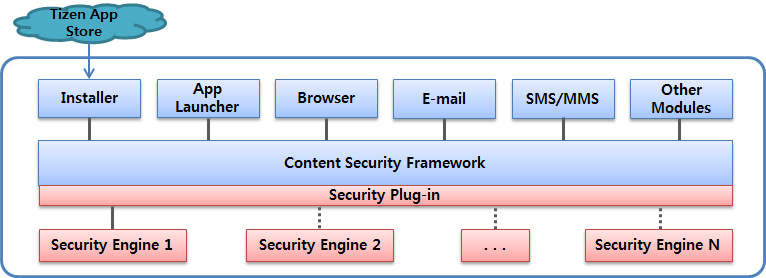 Tizen App
Store
Installer
App
Launcher
Browser
E-mail
SMS/MMS
Other
Modules
Content Security Framework
Security Plug-in
Security Engine 1
Security Engine 2
. . .
Security Engine N